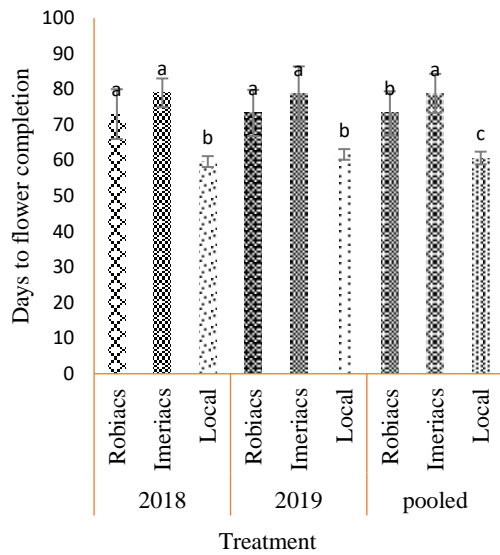 100
90
80
70
60
50
40
30
20
10
0
Days to flower completion
a
a
b
a
a
b
b
a
c
Robiacs
Imeriacs
Local
Robiacs
Imeriacs
Local
Robiacs
Imeriacs
Local
2018
2019
pooled
Treatment